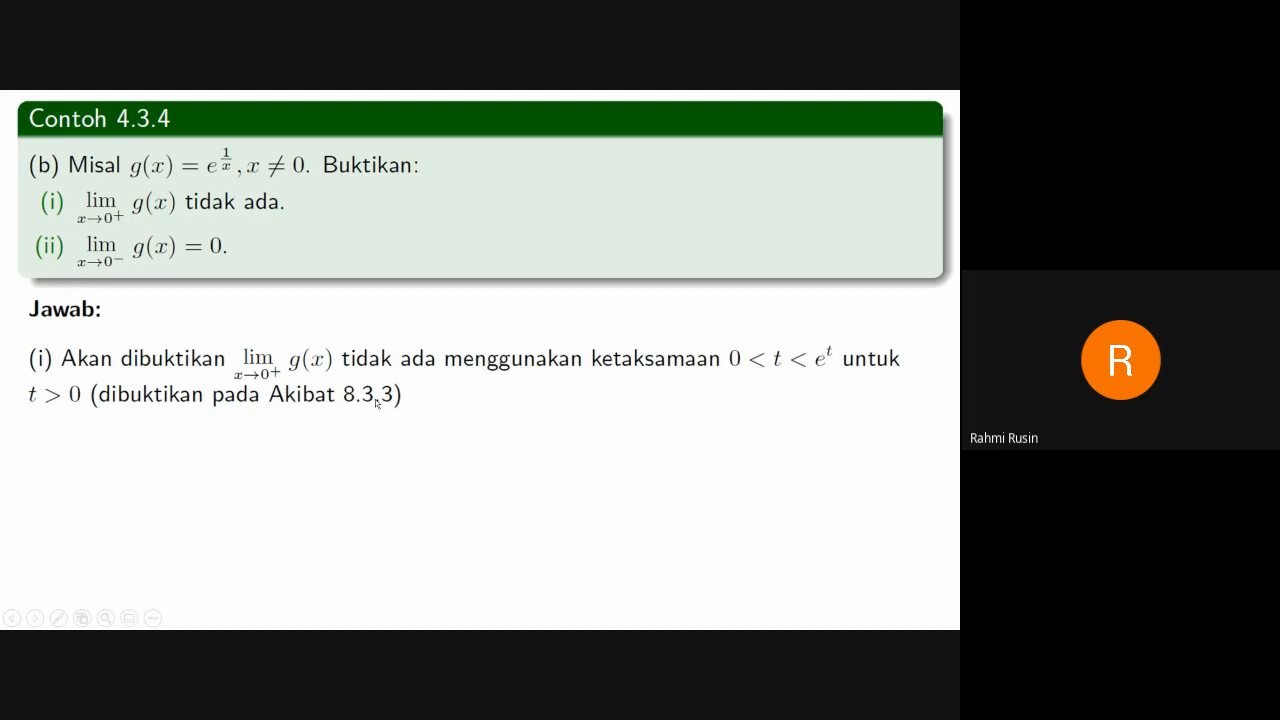 Contoh 4.3.4
(b) Misal g(x) = e^{1/x}, x ≠ 0. Buktikan:
(i) lim_{x→0+} g(x) tidak ada.
(ii) lim_{x→0−} g(x) = 0.
Jawab:
(i) Akan dibuktikan lim_{x→0+} g(x) tidak ada menggunakan ketaksamaan 0 < t < e^t untuk
t > 0 (dibuktikan pada Akibat 8.3.3)
R
Rahmi Rusin